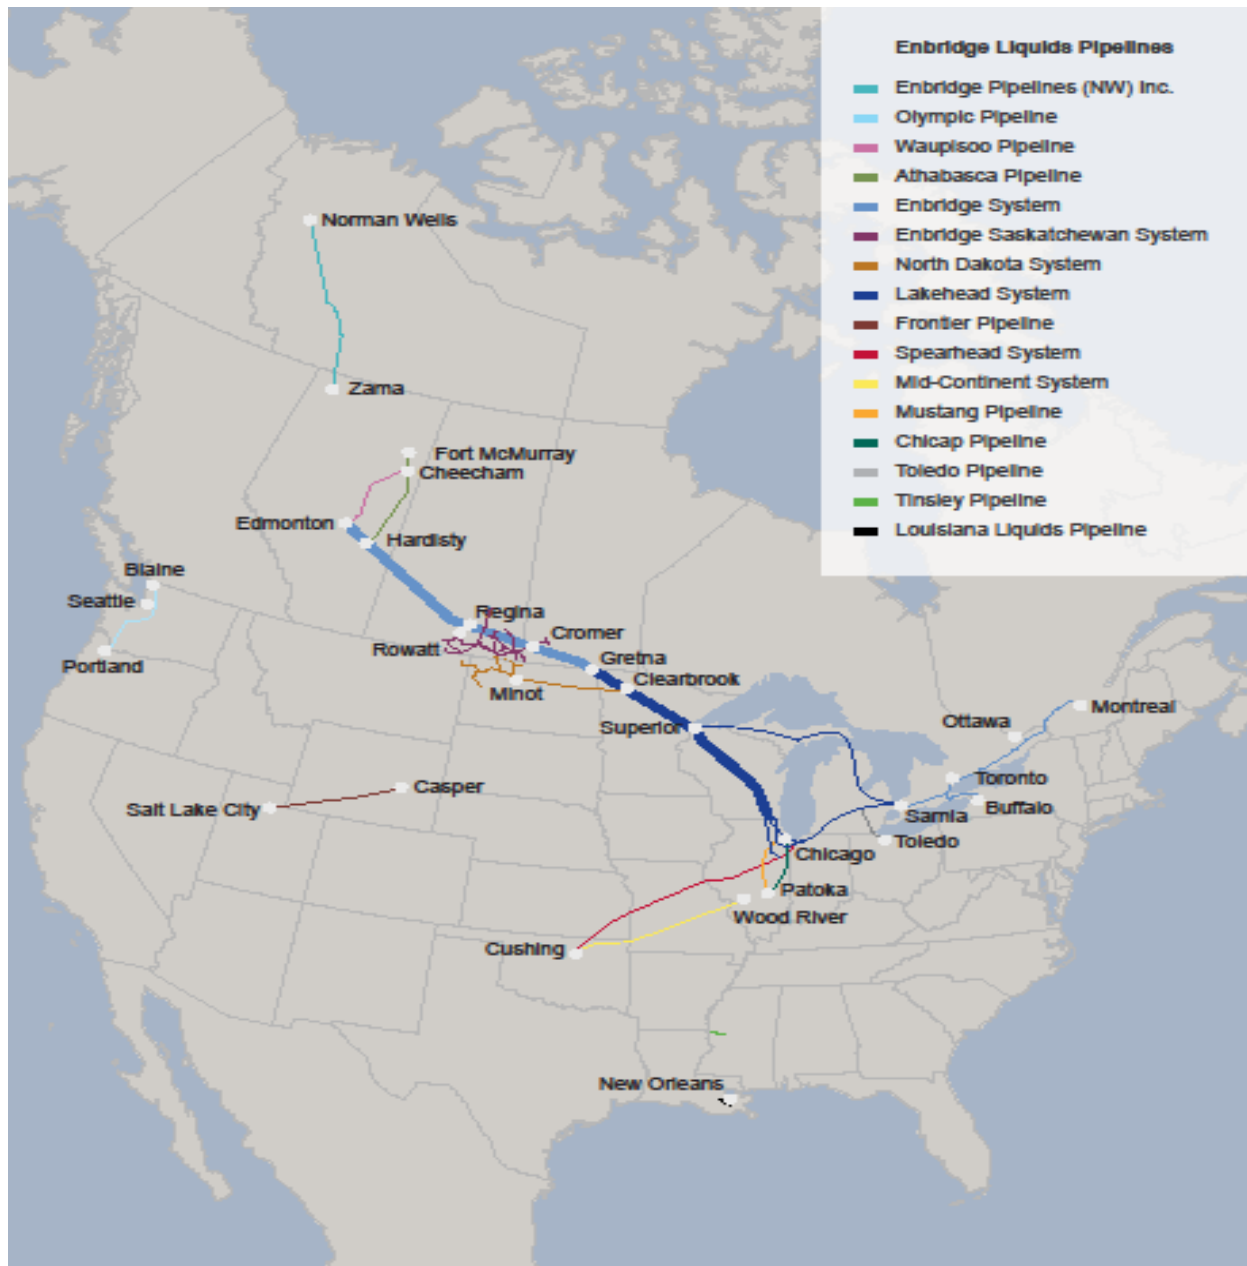 Enbridge Liquids Pipelines
Enbridge Pipelines (NW) Inc.
Olympic Pipeline
Waupisoo Pipeline
Athabasca Pipeline
Enbridge System
Enbridge Saskatchewan System
North Dakota System
Lakehead System
Frontier Pipeline
Spearhead System
Mid-Continent System
Mustang Pipeline
Chicap Pipeline
Toledo Pipeline
Tinsley Pipeline
Louisiana Liquids Pipeline
Norman Wells
Zama
Fort McMurray
Cheecham
Edmonton
Hardisty
Blaine
Seattle
Portland
Regina
Rowatt
Cromer
Gretna
Minot
Clearbrook
Superior
Ottawa
Montreal
Toronto
Buffalo
Sarnia
Toledo
Casper
Salt Lake City
Chicago
Patoka
Wood River
Cushing
New Orleans